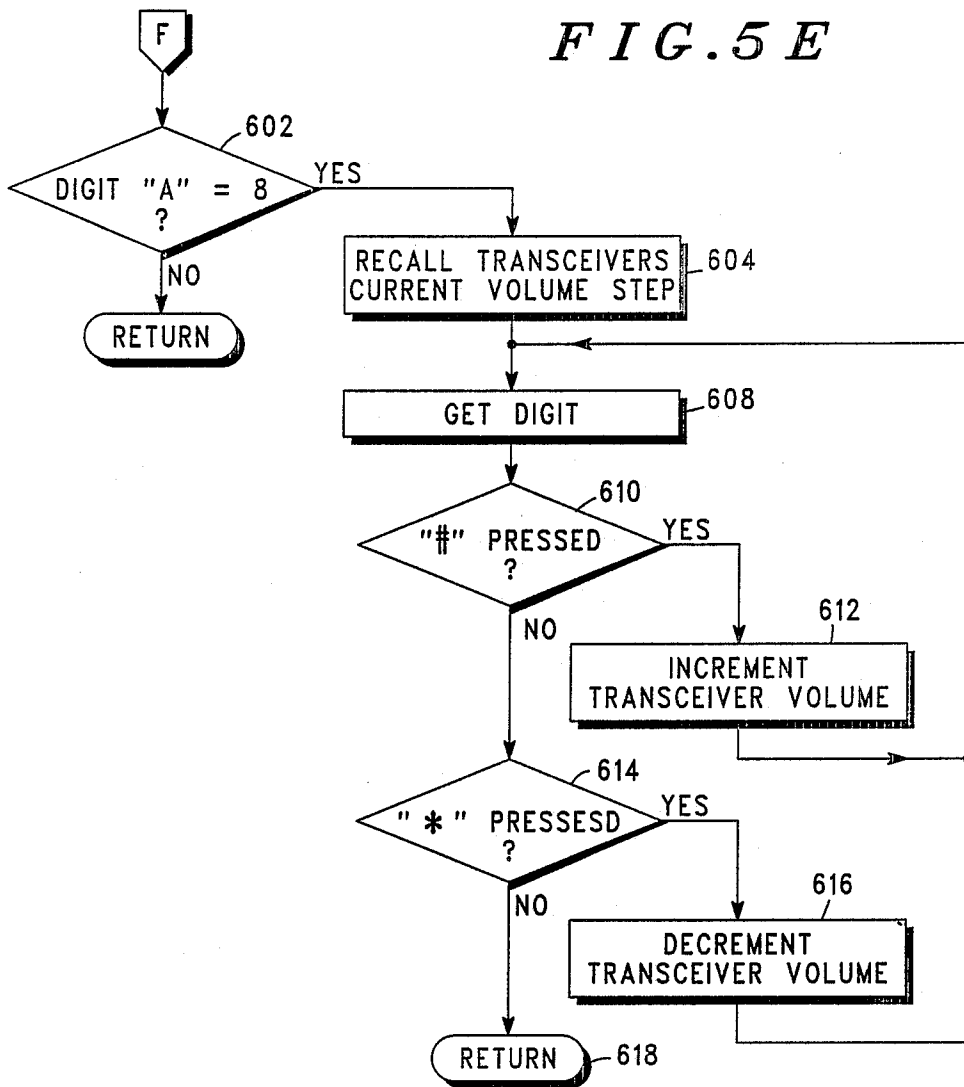 F
FIG.5E
602
DIGIT "A" = 8
?
YES
NO
RETURN
RECALL TRANSCEIVERS
CURRENT VOLUME STEP
604
GET DIGIT
608
610
"#" PRESSED
?
YES
NO
612
INCREMENT
TRANSCEIVER VOLUME
614
"*" PRESSESD
?
YES
NO
616
DECREMENT
TRANSCEIVER VOLUME
RETURN
618